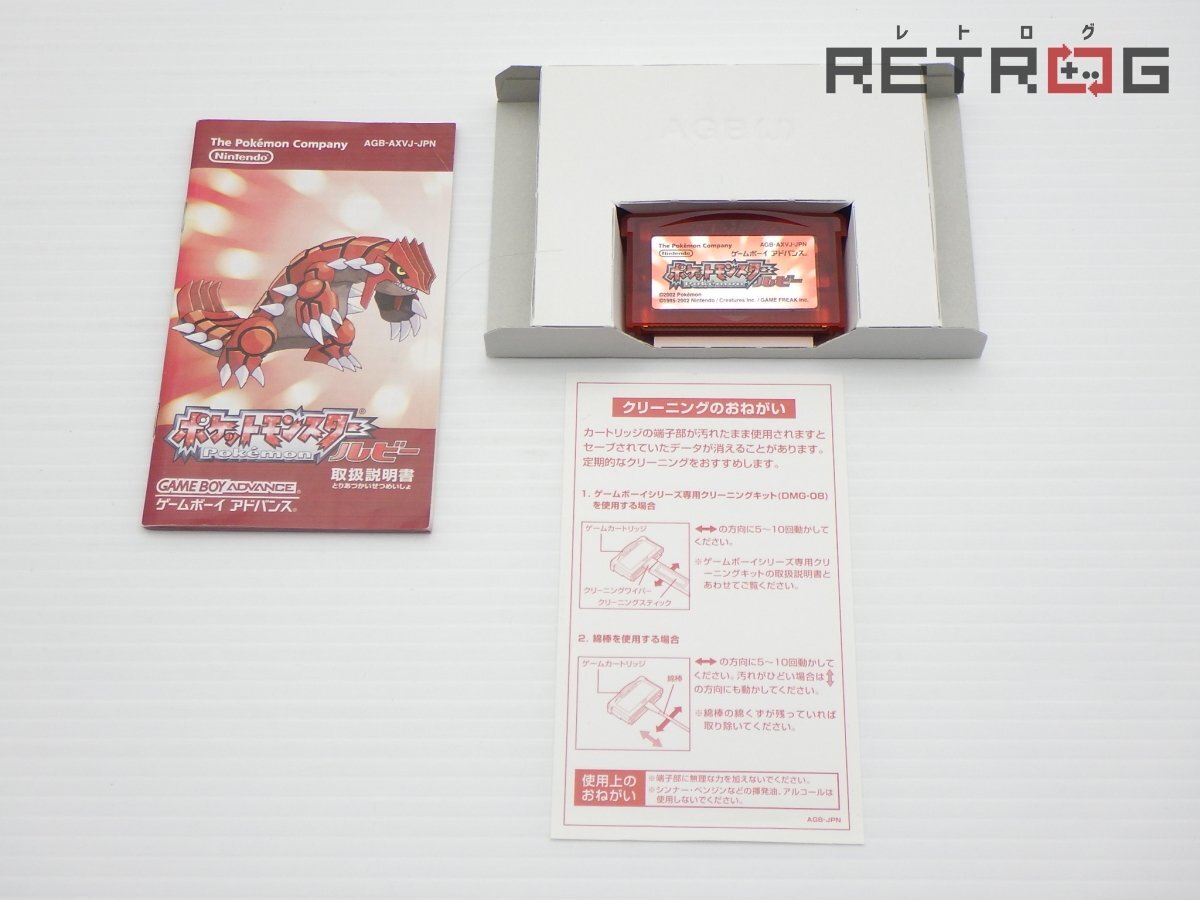 レトログ
RETROG
The Pokémon Company AGB-AXVJ-JPN
Nintendo
ポケットモンスター
Pokémon
ルビー
取扱説明書
とりあつかいせつめいしょ
GAME BOY ADVANCE
ゲームボーイ アドバンス®
The Pokémon Company AGB-AXVJ-JPN
Nintendo ゲームボーイ アドバンス®
ポケットモンスター
ルビー
©2002 Pokémon
©1995-2002 Nintendo / Creatures Inc. / GAME FREAK inc.
クリーニングのおねがい
カートリッジの端子部が汚れたまま使用されますと
セーブされていたデータが消えることがあります。
定期的なクリーニングをおすすめします。
1. ゲームボーイシリーズ専用クリーニングキット(DMG-08)
を使用する場合
ゲームカートリッジ
クリーニングワイパー
クリーニングスティック
の方向に5〜10回動かして
ください。
※ゲームボーイシリーズ専用クリ
ーニングキットの取扱説明書と
あわせてご覧ください。
2. 綿棒を使用する場合
ゲームカートリッジ
綿棒
の方向に5〜10回動かして
ください。汚れがひどい場合は
の方向にも動かしてください。
※綿棒の綿くずが残っていれば
取り除いてください。
使用上の
おねがい
※端子部に無理な力を加えないでください。
※シンナー・ベンジンなどの揮発油、アルコールは
使用しないでください。
AGB-JPN